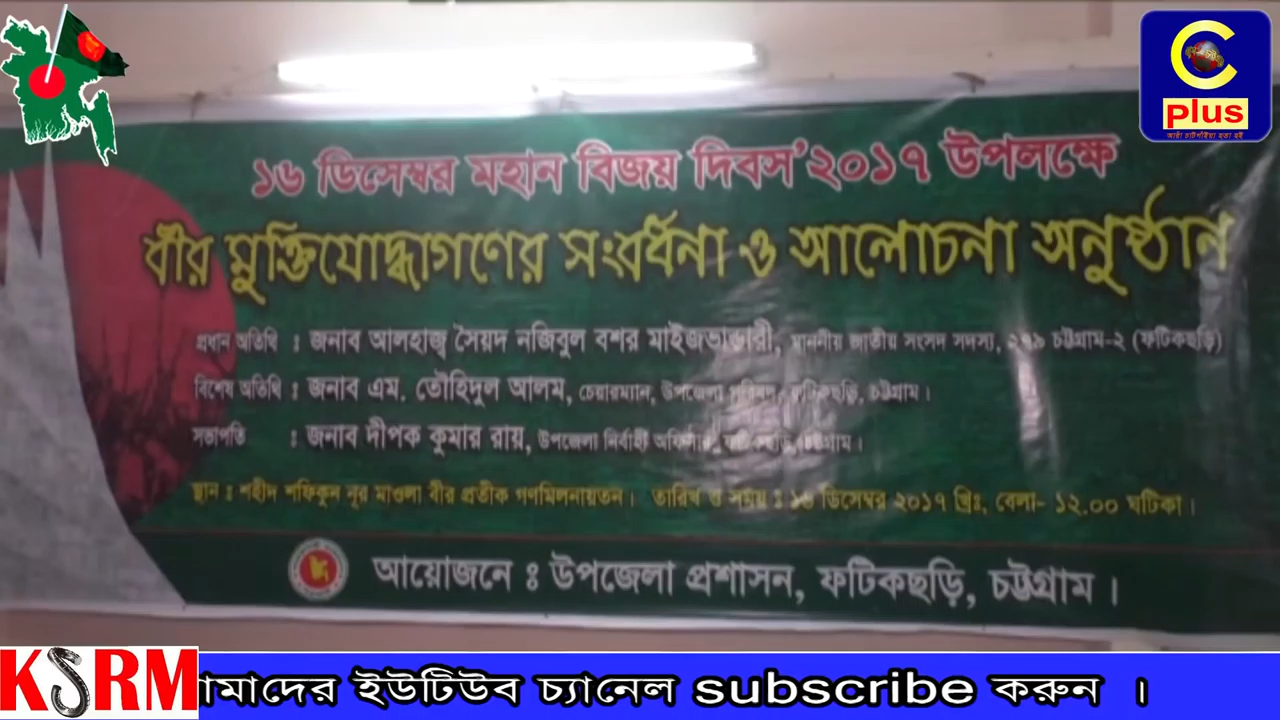 C
plus
১৬ ডিসেম্বর মহান বিজয় দিবস'২০১৭ উপলক্ষে
বীর মুক্তিযোদ্ধাগণের সংবর্ধনা ও আলোচনা অনুষ্ঠান
প্রধান অতিথি : জনাব আলহাজ্ব সৈয়দ নজিবুল বশর মাইজভান্ডারী, মাননীয় জাতীয় সংসদ সদস্য, ২৭৯ চট্টগ্রাম-২ (ফটিকছড়ি)
বিশেষ অতিথি : জনাব এম. তৌহিদুল আলম, চেয়ারম্যান, উপজেলা পরিষদ, ফটিকছড়ি, চট্টগ্রাম।
সভাপতি : জনাব দীপক কুমার রায়, উপজেলা নির্বাহী অফিসার, ফটিকছড়ি, চট্টগ্রাম।
স্থান : শহীদ শফিকুন নূর মাওলা বীর প্রতীক গণমিলনায়তন। তারিখ ও সময় : ১৬ ডিসেম্বর ২০১৭ খ্রিঃ, বেলা- ১২.০০ ঘটিকা।
আয়োজনে : উপজেলা প্রশাসন, ফটিকছড়ি, চট্টগ্রাম।
KSRM
ামাদের ইউটিউব চ্যানেল subscribe করুন ।